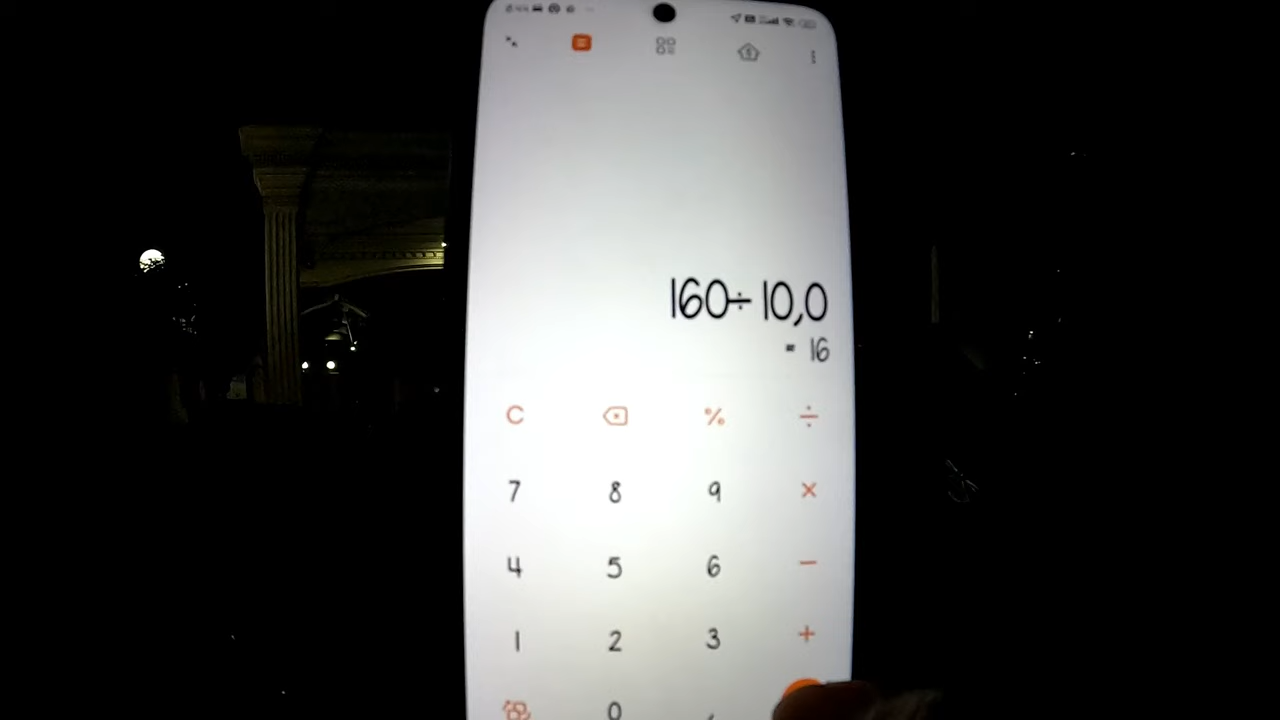 160÷10,0
= 16
C % ÷
7 8 9 ×
4 5 6 −
1 2 3 +
0 ,